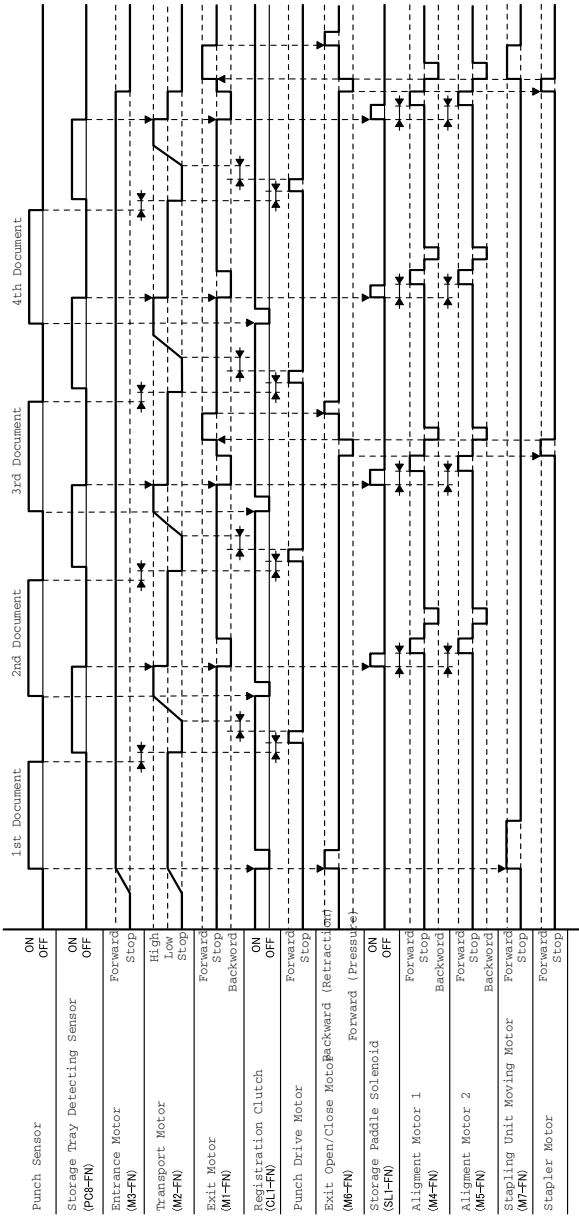 1st Document
2nd Document
3rd Document
4th Document
Punch Sensor
ON
OFF
Storage Tray Detecting Sensor
(PC8-FN)
ON
OFF
Entrance Motor
(M3-FN)
Forward
Stop
Transport Motor
(M2-FN)
High
Low
Stop
Exit Motor
(M1-FN)
Forward
Stop
Backword
Registration Clutch
(CL1-FN)
ON
OFF
Punch Drive Motor
Forward
Stop
Exit Open/Close Motor
(M6-FN)
Backward (Retraction)
Forward (Pressure)
Storage Paddle Solenoid
(SL1-FN)
ON
OFF
Aligment Motor 1
(M4-FN)
Forward
Stop
Backword
Aligment Motor 2
(M5-FN)
Forward
Stop
Backword
Stapling Unit Moving Motor
(M7-FN)
Forward
Stop
Stapler Motor
Forward
Stop